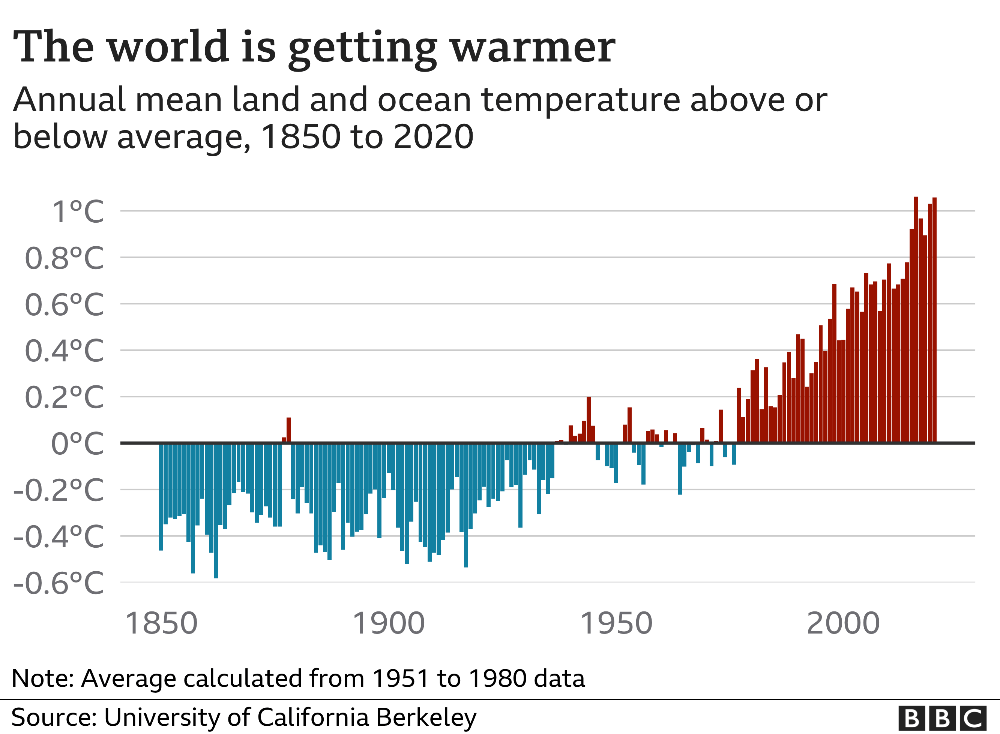 The world is getting warmer
Annual mean land and ocean temperature above or
below average, 1850 to 2020
1°C
0.8°C
0.6°C
0.4°C
0.2°C
0°C
-0.2°C
-0.4°C
-0.6°C
1850 1900 1950 2000
Note: Average calculated from 1951 to 1980 data
Source: University of California Berkeley
BBC